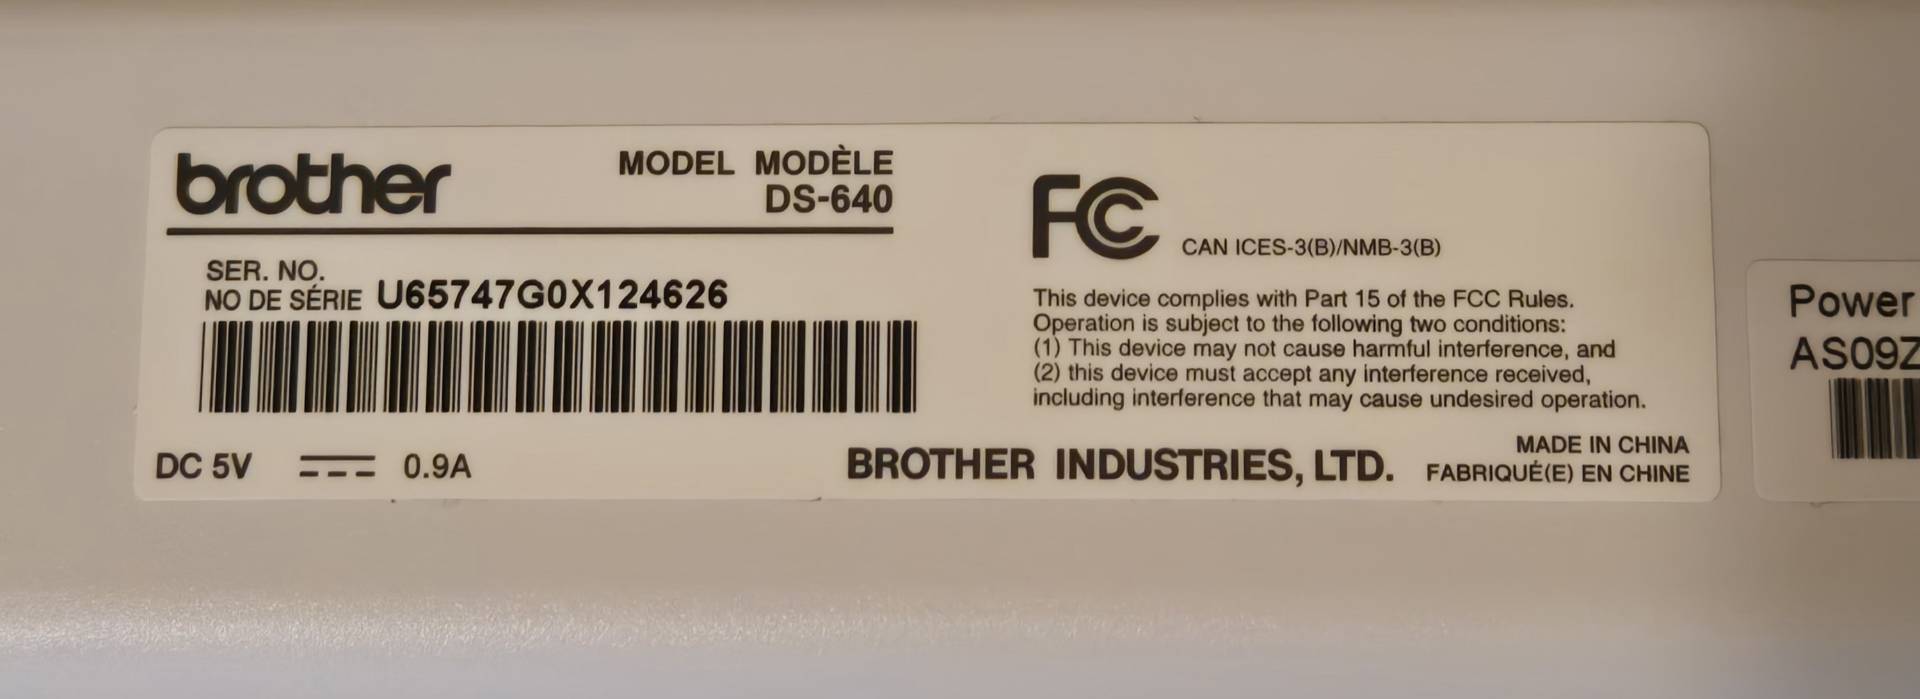 brother
MODEL MODÈLE
DS-640
SER. NO.
NO DE SÉRIE U65747G0X124626
DC 5V 0.9A
FC
CAN ICES-3(B)/NMB-3(B)
This device complies with Part 15 of the FCC Rules.
Operation is subject to the following two conditions:
(1) This device may not cause harmful interference, and
(2) this device must accept any interference received,
including interference that may cause undesired operation.
BROTHER INDUSTRIES, LTD.
MADE IN CHINA
FABRIQUÉ(E) EN CHINE
Power
AS09Z